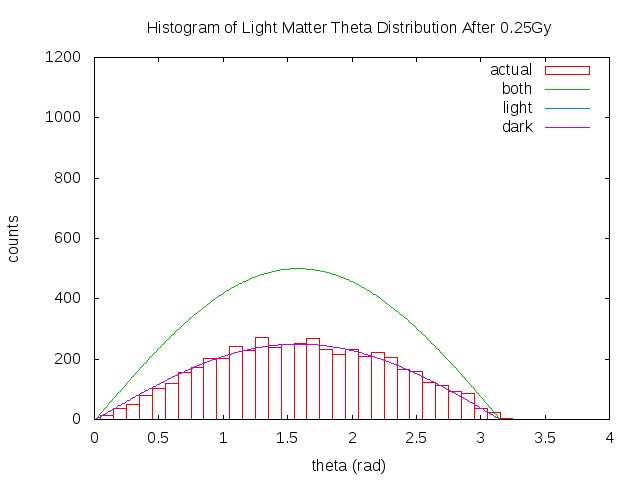 Histogram of Light Matter Theta Distribution After 0.25Gy
1200
1000
800
600
400
200
0
counts
actual
both
light
dark
0 0.5 1 1.5 2 2.5 3 3.5 4
theta (rad)